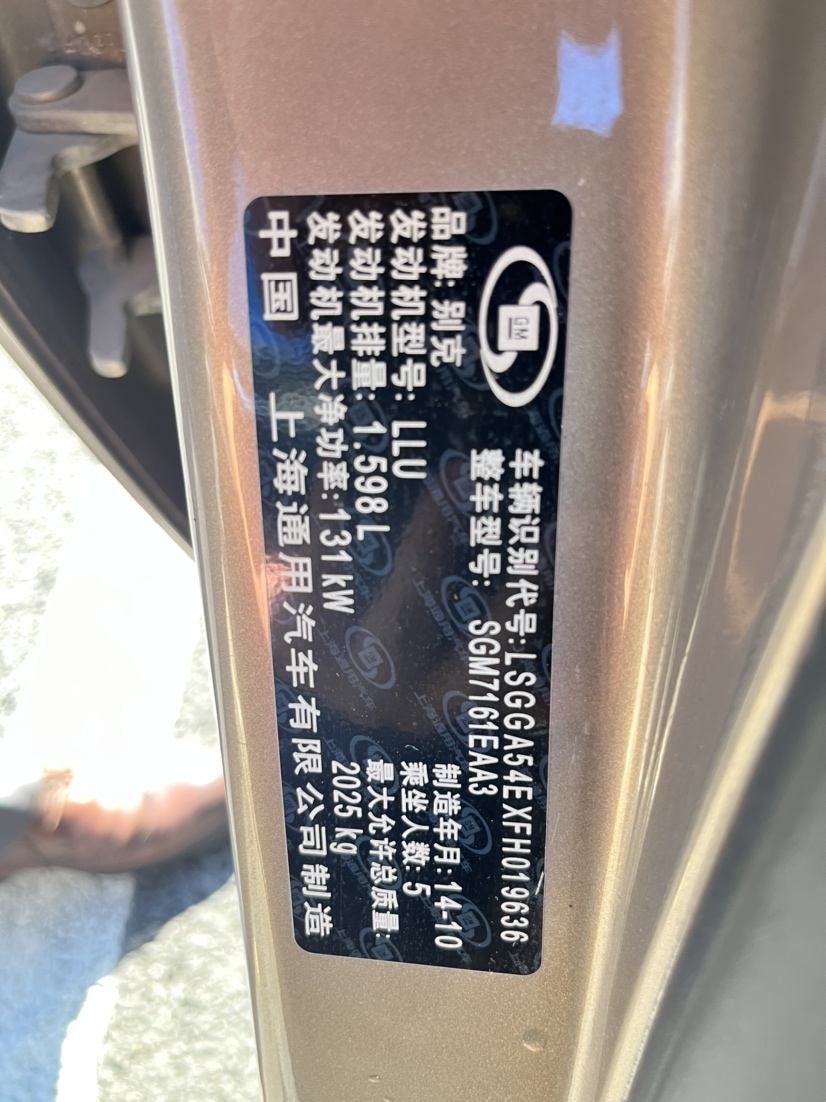 GM
车辆识别代号:LSGGA54EXFH019636
整车型号: SGM7161EAA3
品牌: 别克
发动机型号: LLU
发动机排量: 1.598L
发动机最大净功率:131kW
制造年月:14-10
乘坐人数: 5
最大允许总质量:
2025 kg
中国 上海通用汽车有限公司制造